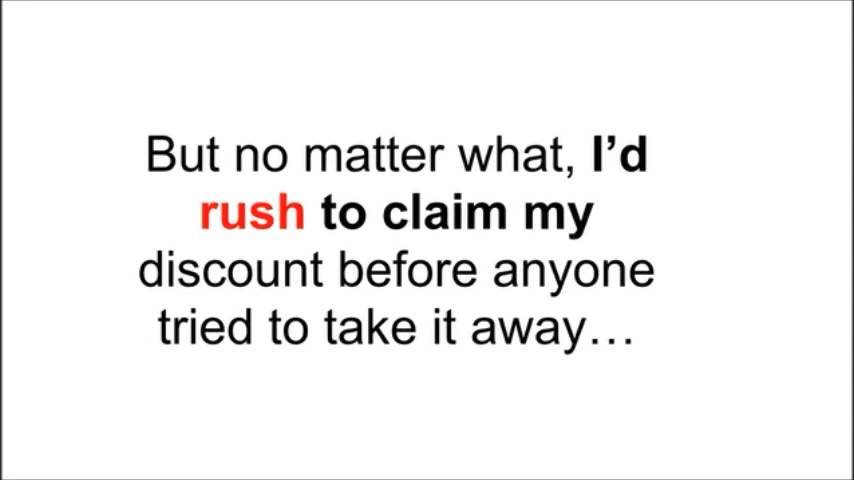 But no matter what, I’d
rush to claim my
discount before anyone
tried to take it away…